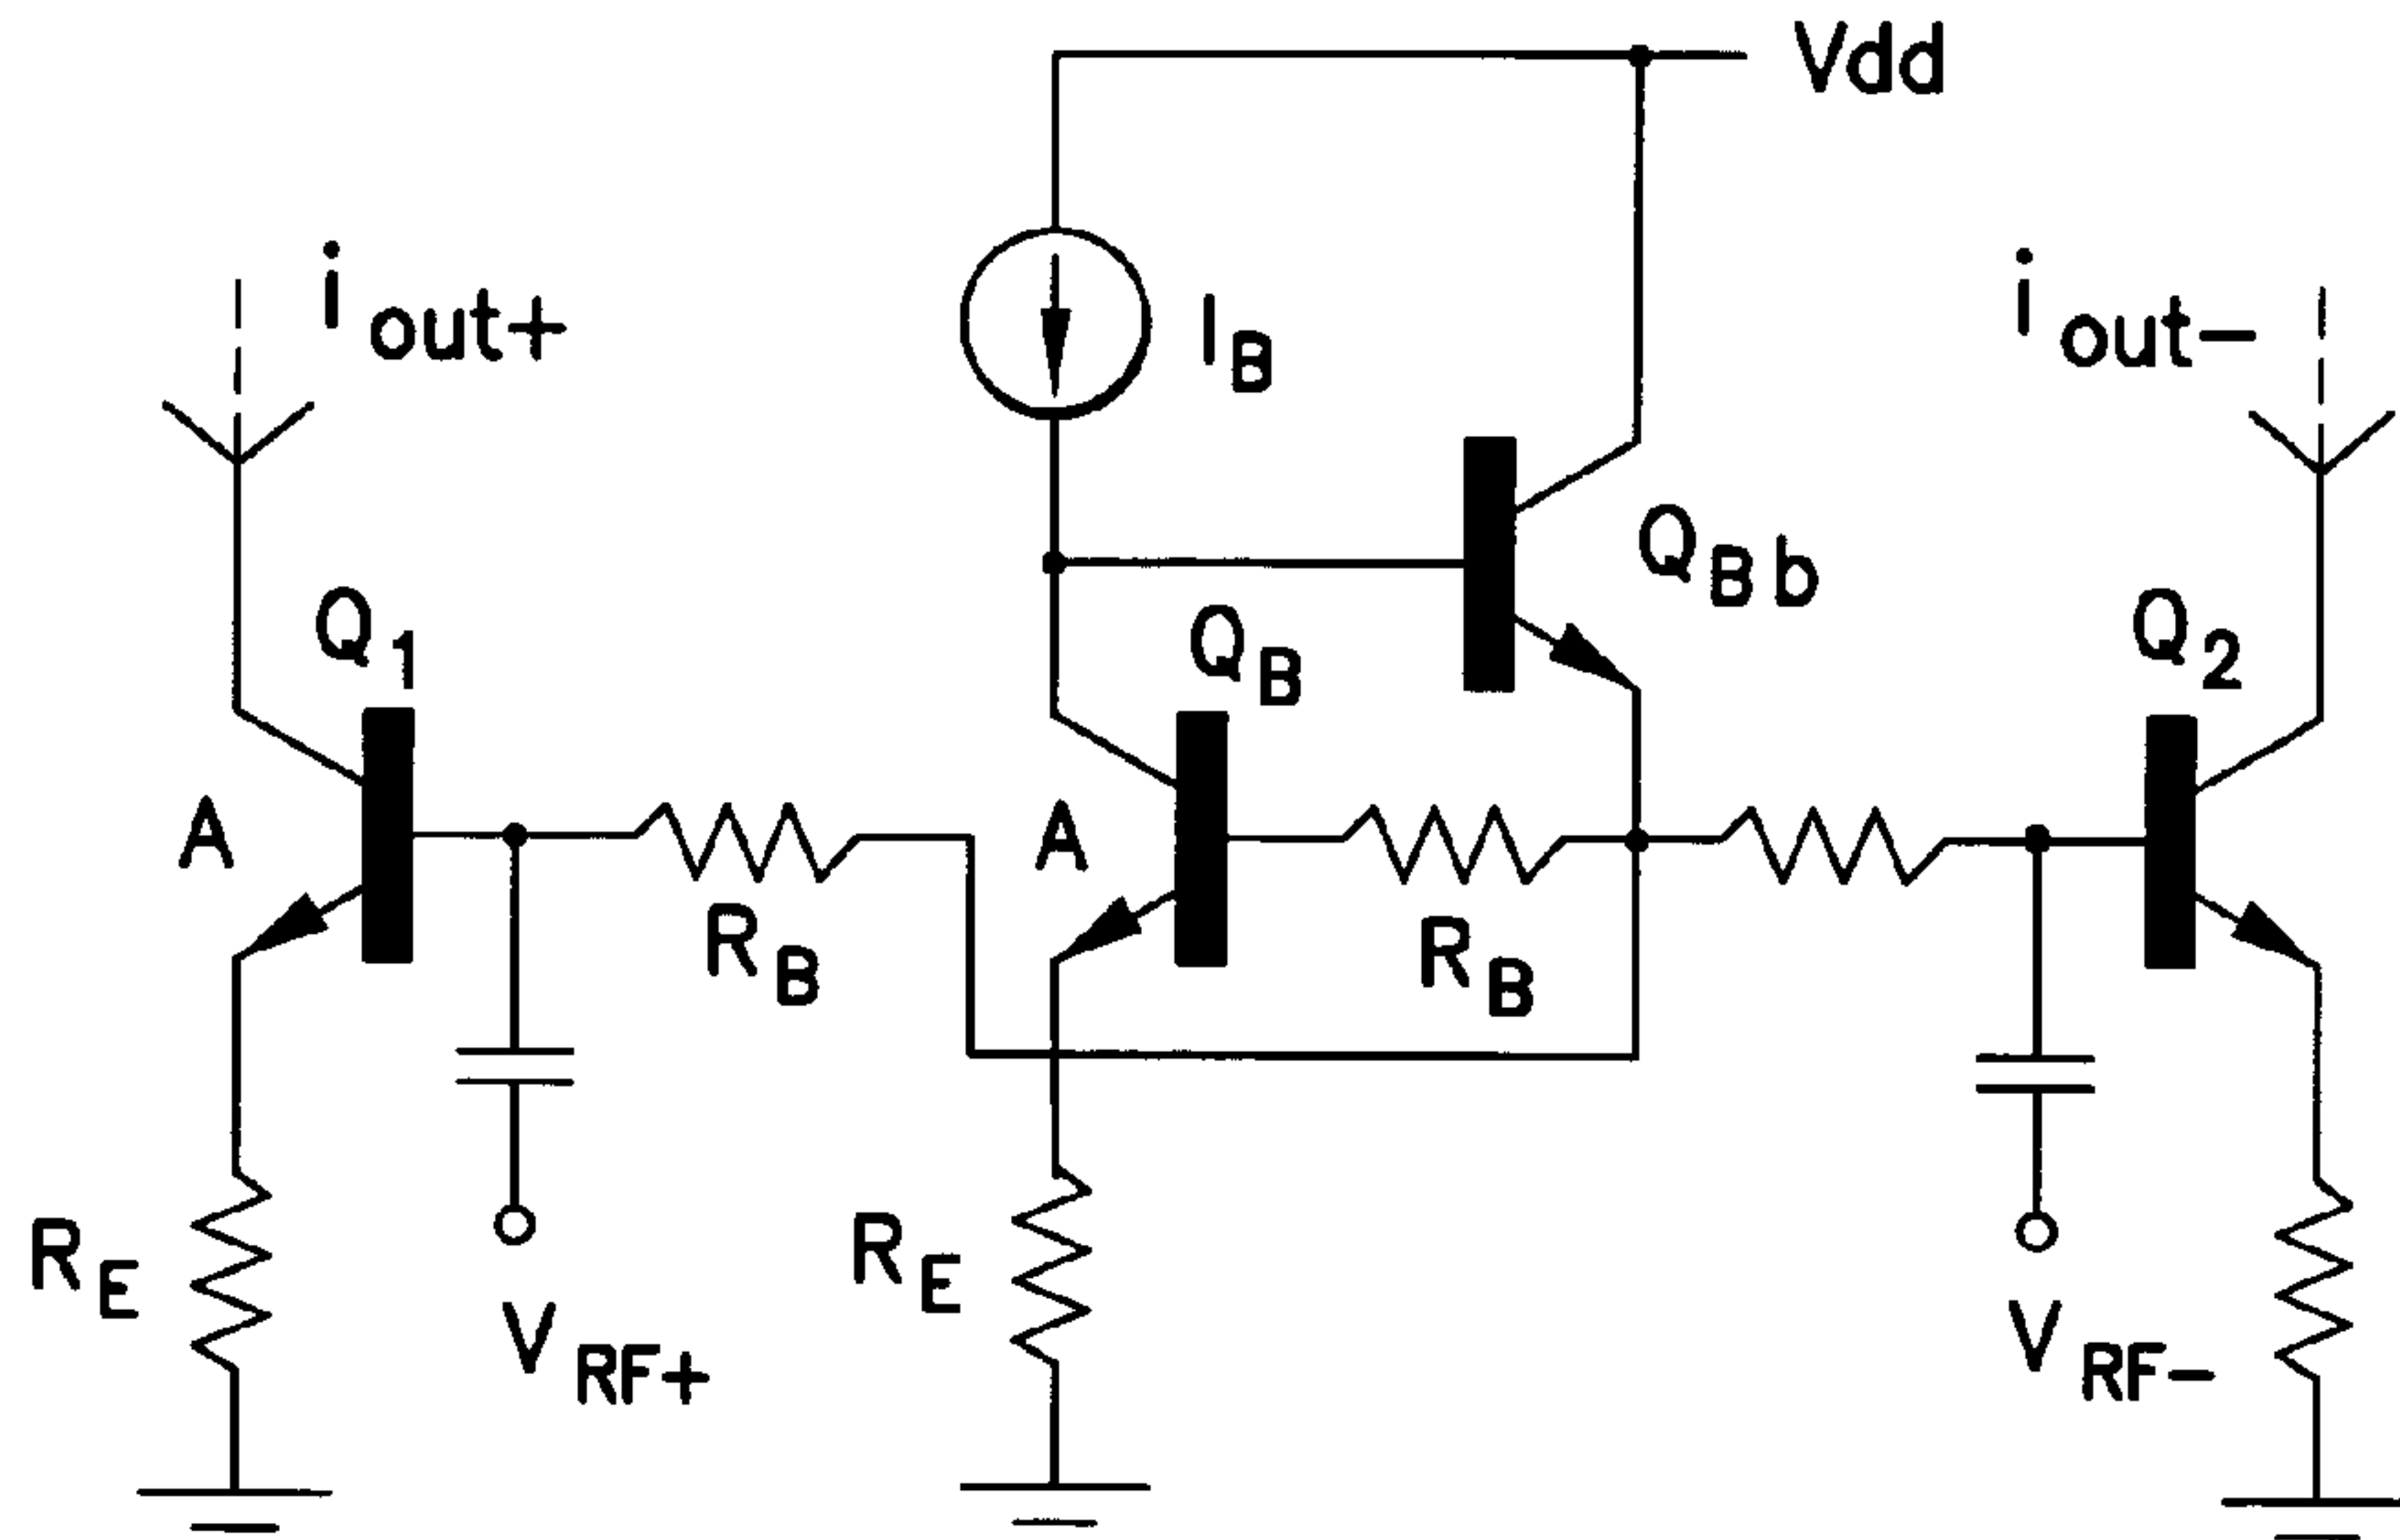 Vdd
i out+
I B
i out-
Q 1
Q B b
Q B
Q 2
A
A
R B
R B
R E
R E
V RF+
V RF-